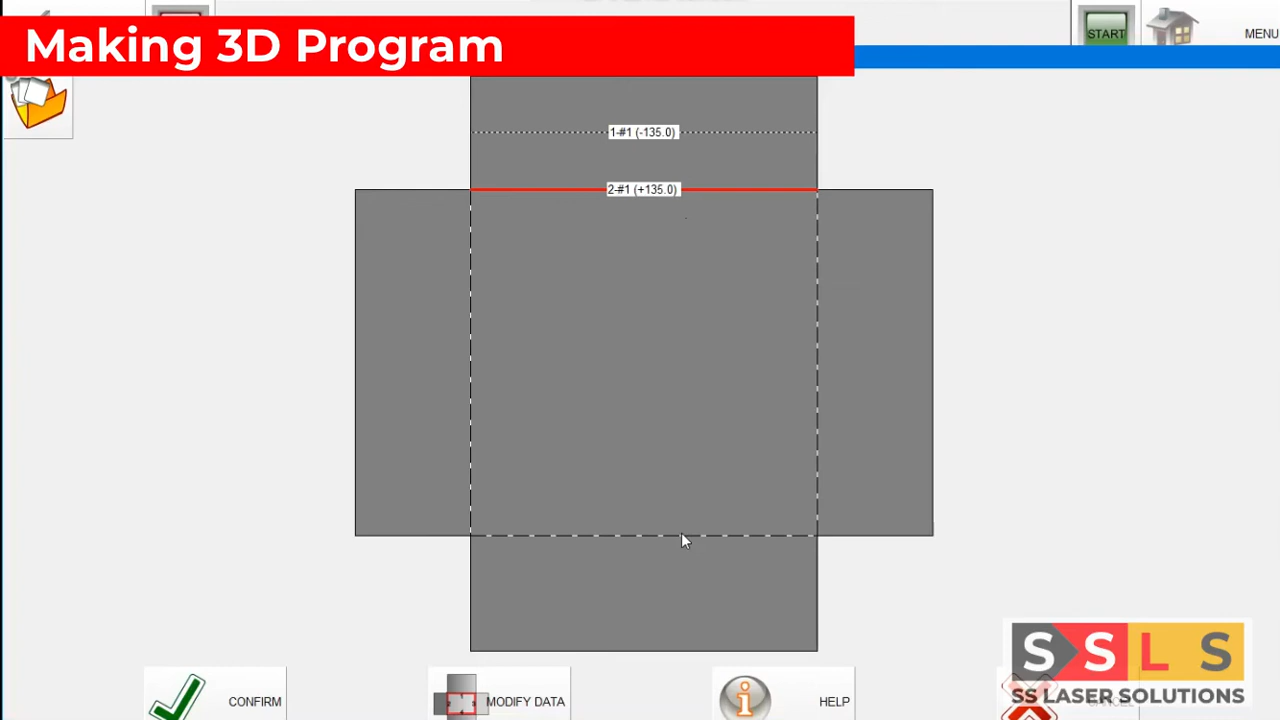 Making 3D Program
START
MENU
1-#1 (-135.0)
2-#1 (+135.0)
CONFIRM
MODIFY DATA
HELP
CANCEL
S S L S
SS LASER SOLUTIONS